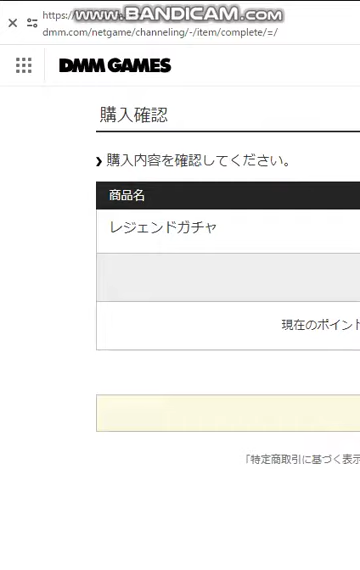 https://
www.BANDICAM.com
dmm.com/netgame/channeling/-/item/complete/=/
DMM GAMES
購入確認
購入内容を確認してください。
商品名
レジェンドガチャ
現在のポイント
「特定商取引に基づく表示